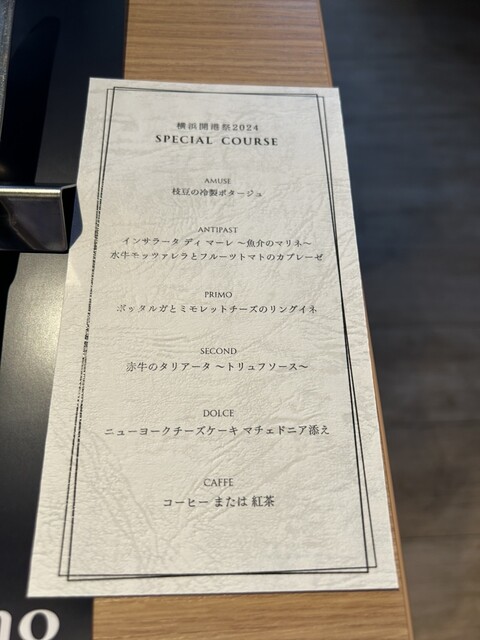 横浜開港祭2024
SPECIAL COURSE
AMUSE
枝豆の冷製ポタージュ
ANTIPAST
インサラータ ディ マーレ ～魚介のマリネ～
水牛モッツァレラとフルーツトマトのカプレーゼ
PRIMO
ボッタルガとミモレットチーズのリングイネ
SECOND
赤牛のタリアータ ～トリュフソース～
DOLCE
ニューヨークチーズケーキ マチェドニア添え
CAFFE
コーヒー または 紅茶